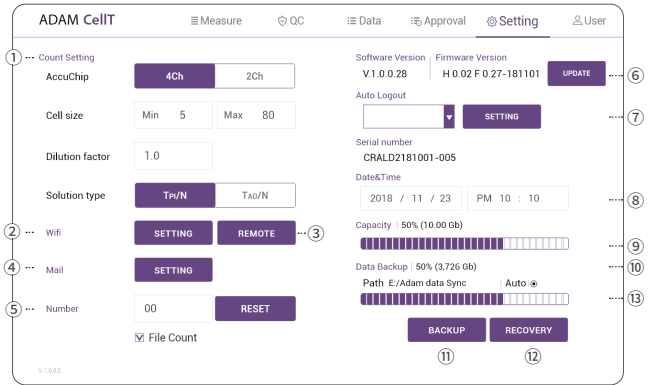 ADAM CellT
Measure
QC
Data
Approval
Setting
User
① Count Setting
AccuChip 4Ch 2Ch
Cell size Min 5 Max 80
Dilution factor 1.0
Solution type TPI/N TAO/N
② Wifi SETTING REMOTE ③
④ Mail SETTING
⑤ Number 00 RESET
File Count
V 1.0.0.2
Software Version Firmware Version
V.1.0.0.28 H 0.02 F 0.27-181101 UPDATE ⑥
Auto Logout
SETTING ⑦
Serial number
CRALD2181001-005
Date&Time
2018 / 11 / 23 PM 10 : 10 ⑧
Capacity 50% (10.00 Gb)
⑨
Data Backup 50% (3,726 Gb) ⑩
Path E:/Adam data Sync Auto
⑬
BACKUP RECOVERY
⑪ ⑫